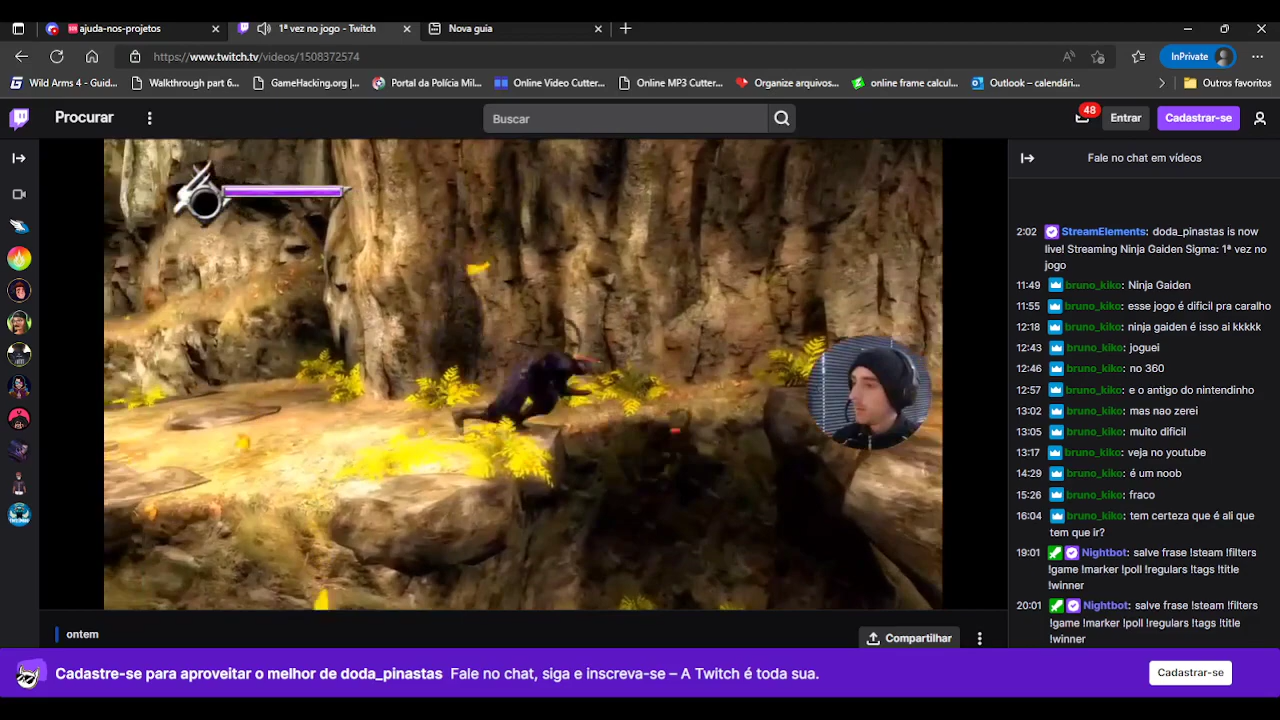 ajuda-nos-projetos
1ª vez no jogo - Twitch
Nova guia
https://www.twitch.tv/videos/1508372574
InPrivate
Wild Arms 4 - Guid...
Walkthrough part 6...
GameHacking.org |...
Portal da Polícia Mil...
Online Video Cutter...
Online MP3 Cutter...
Organize arquivos...
online frame calcul...
Outlook – calendári...
Outros favoritos
Procurar
Buscar
48
Entrar
Cadastrar-se
Fale no chat em vídeos
2:02 StreamElements: doda_pinastas is now
live! Streaming Ninja Gaiden Sigma: 1ª vez no
jogo
11:49 bruno_kiko: Ninja Gaiden
11:55 bruno_kiko: esse jogo é dificil pra caralho
12:18 bruno_kiko: ninja gaiden é isso ai kkkkk
12:43 bruno_kiko: joguei
12:46 bruno_kiko: no 360
12:57 bruno_kiko: e o antigo do nintendinho
13:02 bruno_kiko: mas nao zerei
13:05 bruno_kiko: muito dificil
13:17 bruno_kiko: veja no youtube
14:29 bruno_kiko: é um noob
15:26 bruno_kiko: fraco
16:04 bruno_kiko: tem certeza que é ali que
tem que ir?
19:01 Nightbot: salve frase !steam !filters
!game !marker !poll !regulars !tags !title
!winner
20:01 Nightbot: salve frase !steam !filters
!game !marker !poll !regulars !tags !title
!winner
ontem
Compartilhar
Cadastre-se para aproveitar o melhor de doda_pinastas Fale no chat, siga e inscreva-se – A Twitch é toda sua.
Cadastrar-se